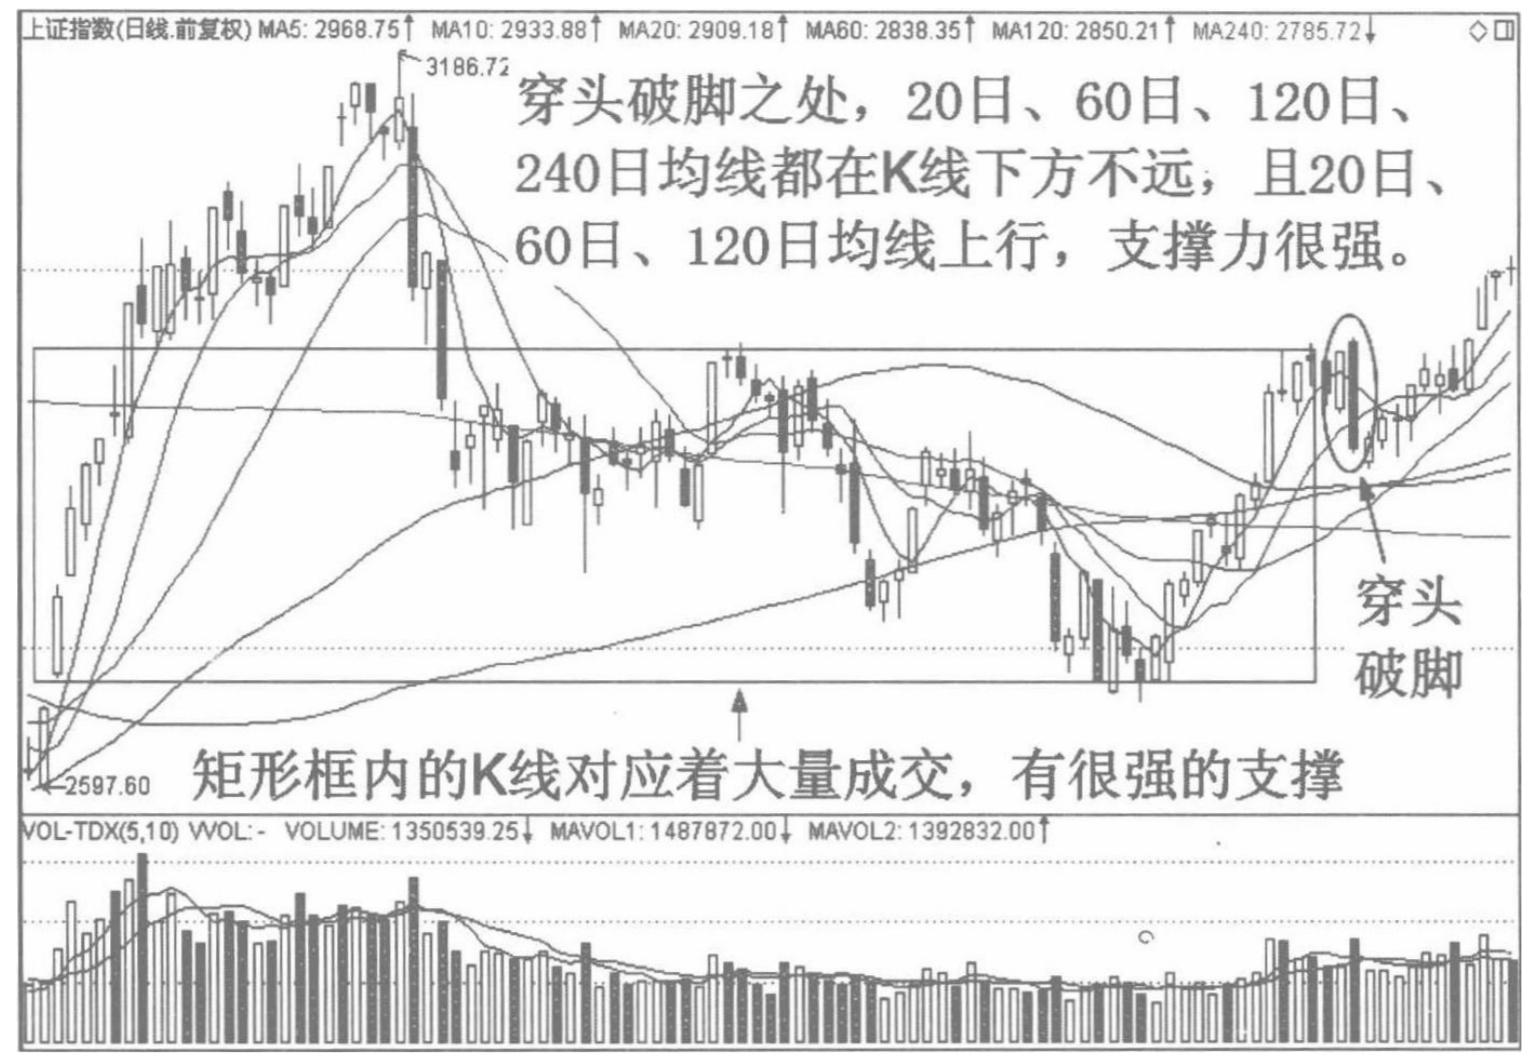 上证指数(日线.前复权) MA5: 2968.75↑ MA10: 2933.88↑ MA20: 2909.18↑ MA60: 2838.35↑ MA120: 2850.21↑ MA240: 2785.72↓
3186.72
穿头破脚之处，20日、60日、120日、
240日均线都在K线下方不远，且20日、
60日、120日均线上行，支撑力很强。
穿头
破脚
矩形框内的K线对应着大量成交，有很强的支撑
2597.60
VOL-TDX(5,10) VVOL: - VOLUME: 1350539.25↓ MAVOL1: 1487872.00↓ MAVOL2: 1392832.00↑